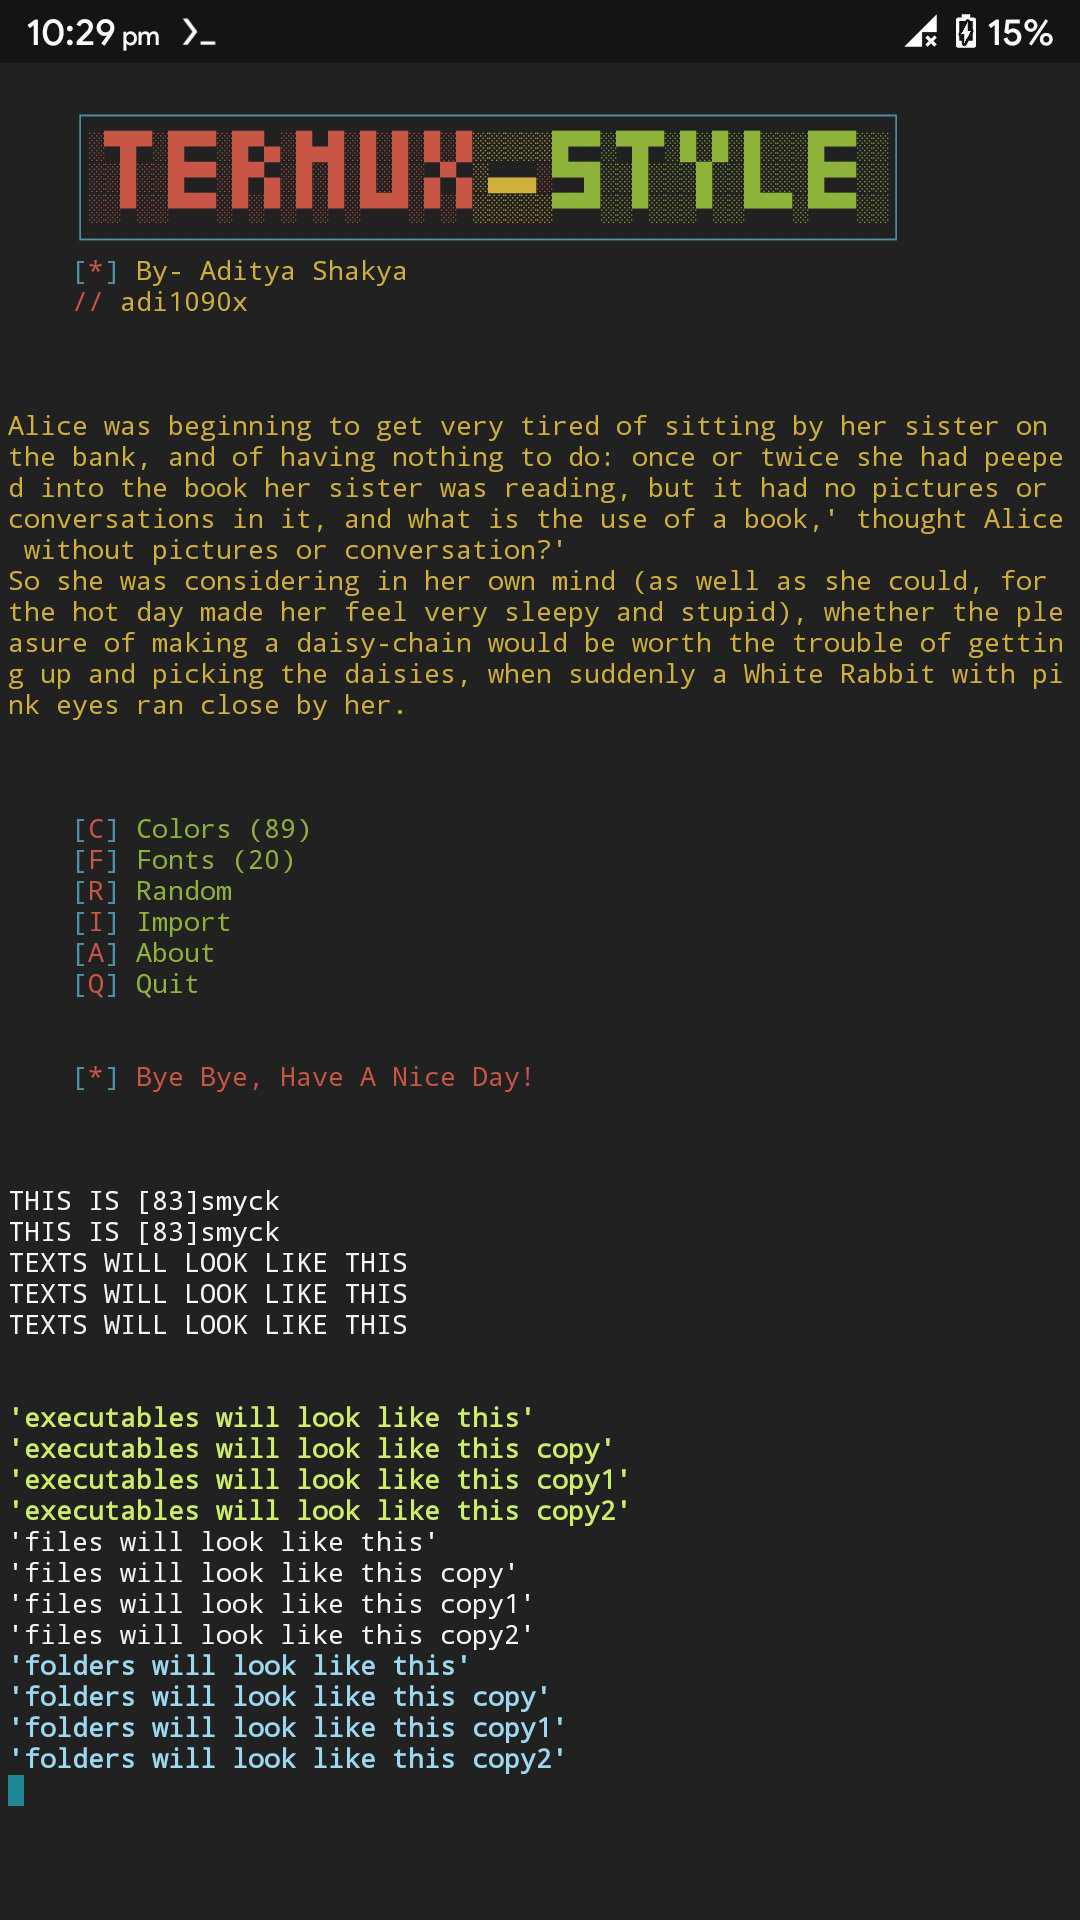 10:29 pm 15%
TERMUX-STYLE
[*] By- Aditya Shakya
// adi1090x
Alice was beginning to get very tired of sitting by her sister on
the bank, and of having nothing to do: once or twice she had peepe
d into the book her sister was reading, but it had no pictures or
conversations in it, and what is the use of a book,' thought Alice
without pictures or conversation?'
So she was considering in her own mind (as well as she could, for
the hot day made her feel very sleepy and stupid), whether the ple
asure of making a daisy-chain would be worth the trouble of gettin
g up and picking the daisies, when suddenly a White Rabbit with pi
nk eyes ran close by her.
[C] Colors (89)
[F] Fonts (20)
[R] Random
[I] Import
[A] About
[Q] Quit
[*] Bye Bye, Have A Nice Day!
THIS IS [83]smyck
THIS IS [83]smyck
TEXTS WILL LOOK LIKE THIS
TEXTS WILL LOOK LIKE THIS
TEXTS WILL LOOK LIKE THIS
'executables will look like this'
'executables will look like this copy'
'executables will look like this copy1'
'executables will look like this copy2'
'files will look like this'
'files will look like this copy'
'files will look like this copy1'
'files will look like this copy2'
'folders will look like this'
'folders will look like this copy'
'folders will look like this copy1'
'folders will look like this copy2'